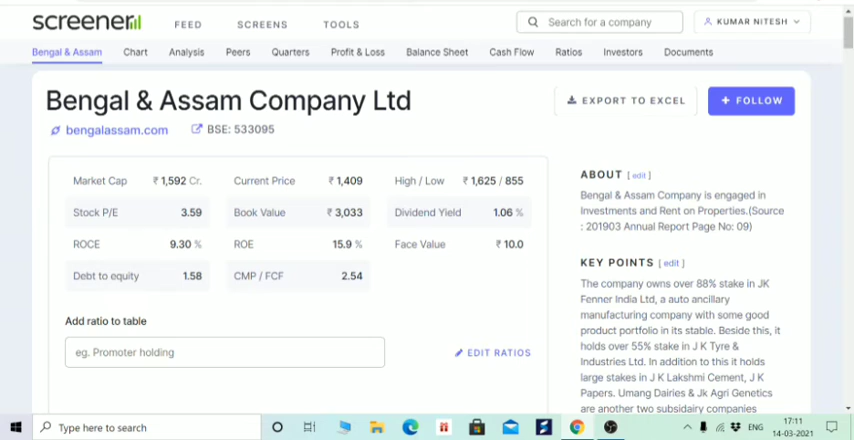 screener
FEED
SCREENS
TOOLS
Search for a company
KUMAR NITESH
Bengal & Assam
Chart
Analysis
Peers
Quarters
Profit & Loss
Balance Sheet
Cash Flow
Ratios
Investors
Documents
Bengal & Assam Company Ltd
EXPORT TO EXCEL
+ FOLLOW
bengalassam.com
BSE: 533095
Market Cap ₹ 1,592 Cr.
Current Price ₹ 1,409
High / Low ₹ 1,625 / 855
Stock P/E 3.59
Book Value ₹ 3,033
Dividend Yield 1.06 %
ROCE 9.30 %
ROE 15.9 %
Face Value ₹ 10.0
Debt to equity 1.58
CMP / FCF 2.54
Add ratio to table
eg. Promoter holding
EDIT RATIOS
ABOUT [ edit ]
Bengal & Assam Company is engaged in
Investments and Rent on Properties.(Source
: 201903 Annual Report Page No: 09)
KEY POINTS [ edit ]
The company owns over 88% stake in JK
Fenner India Ltd, a auto ancillary
manufacturing company with some good
product portfolio in its stable. Beside this, it
holds over 55% stake in J K Tyre &
Industries Ltd. In addition to this it holds
large stakes in J K Lakshmi Cement, J K
Papers. Umang Dairies & Jk Agri Genetics
are another two subsidairy companies
Type here to search
ENG
17:11
14-03-2021